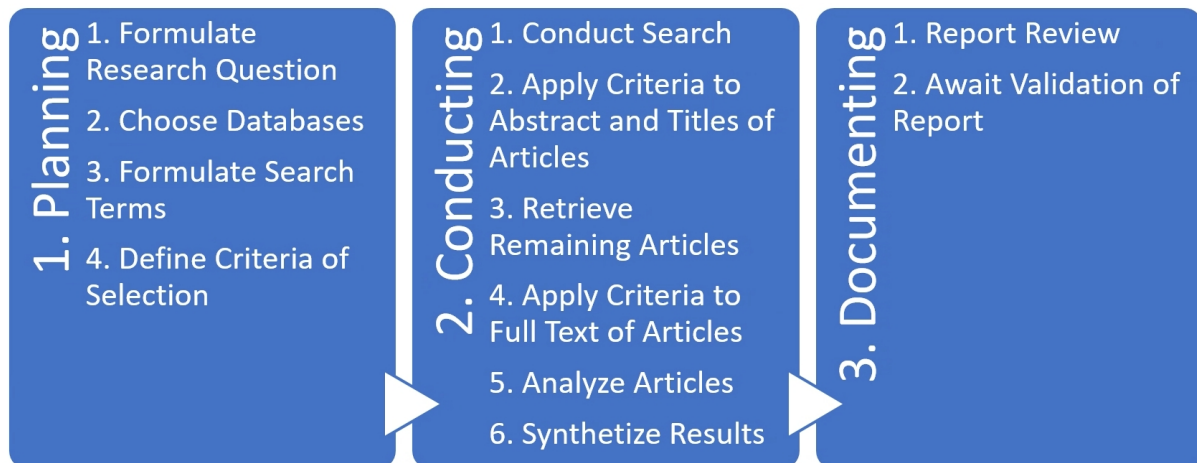 1. Planning
1. Formulate
Research Question
2. Choose Databases
3. Formulate Search
Terms
4. Define Criteria of
Selection
2. Conducting
1. Conduct Search
2. Apply Criteria to
Abstract and Titles of
Articles
3. Retrieve
Remaining Articles
4. Apply Criteria to
Full Text of Articles
5. Analyze Articles
6. Synthetize Results
3. Documenting
1. Report Review
2. Await Validation of
Report